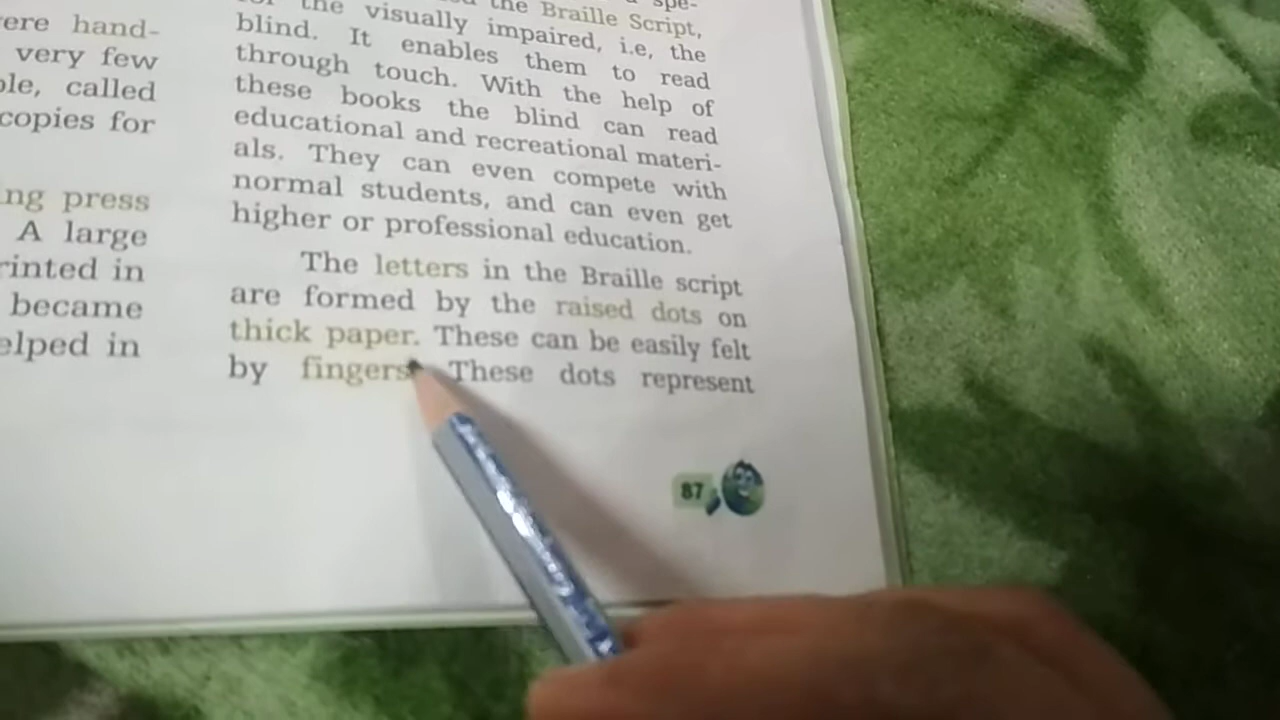 ere hand-
very few
ble, called
copies for
ng press
A large
rinted in
became
elped in
spe-
the Braille Script,
for the visually impaired, i.e, the
blind. It enables them to read
through touch. With the help of
these books the blind can read
educational and recreational materi-
als. They can even compete with
normal students, and can even get
higher or professional education.
The letters in the Braille script
are formed by the raised dots on
thick paper. These can be easily felt
by fingers. These dots represent
87